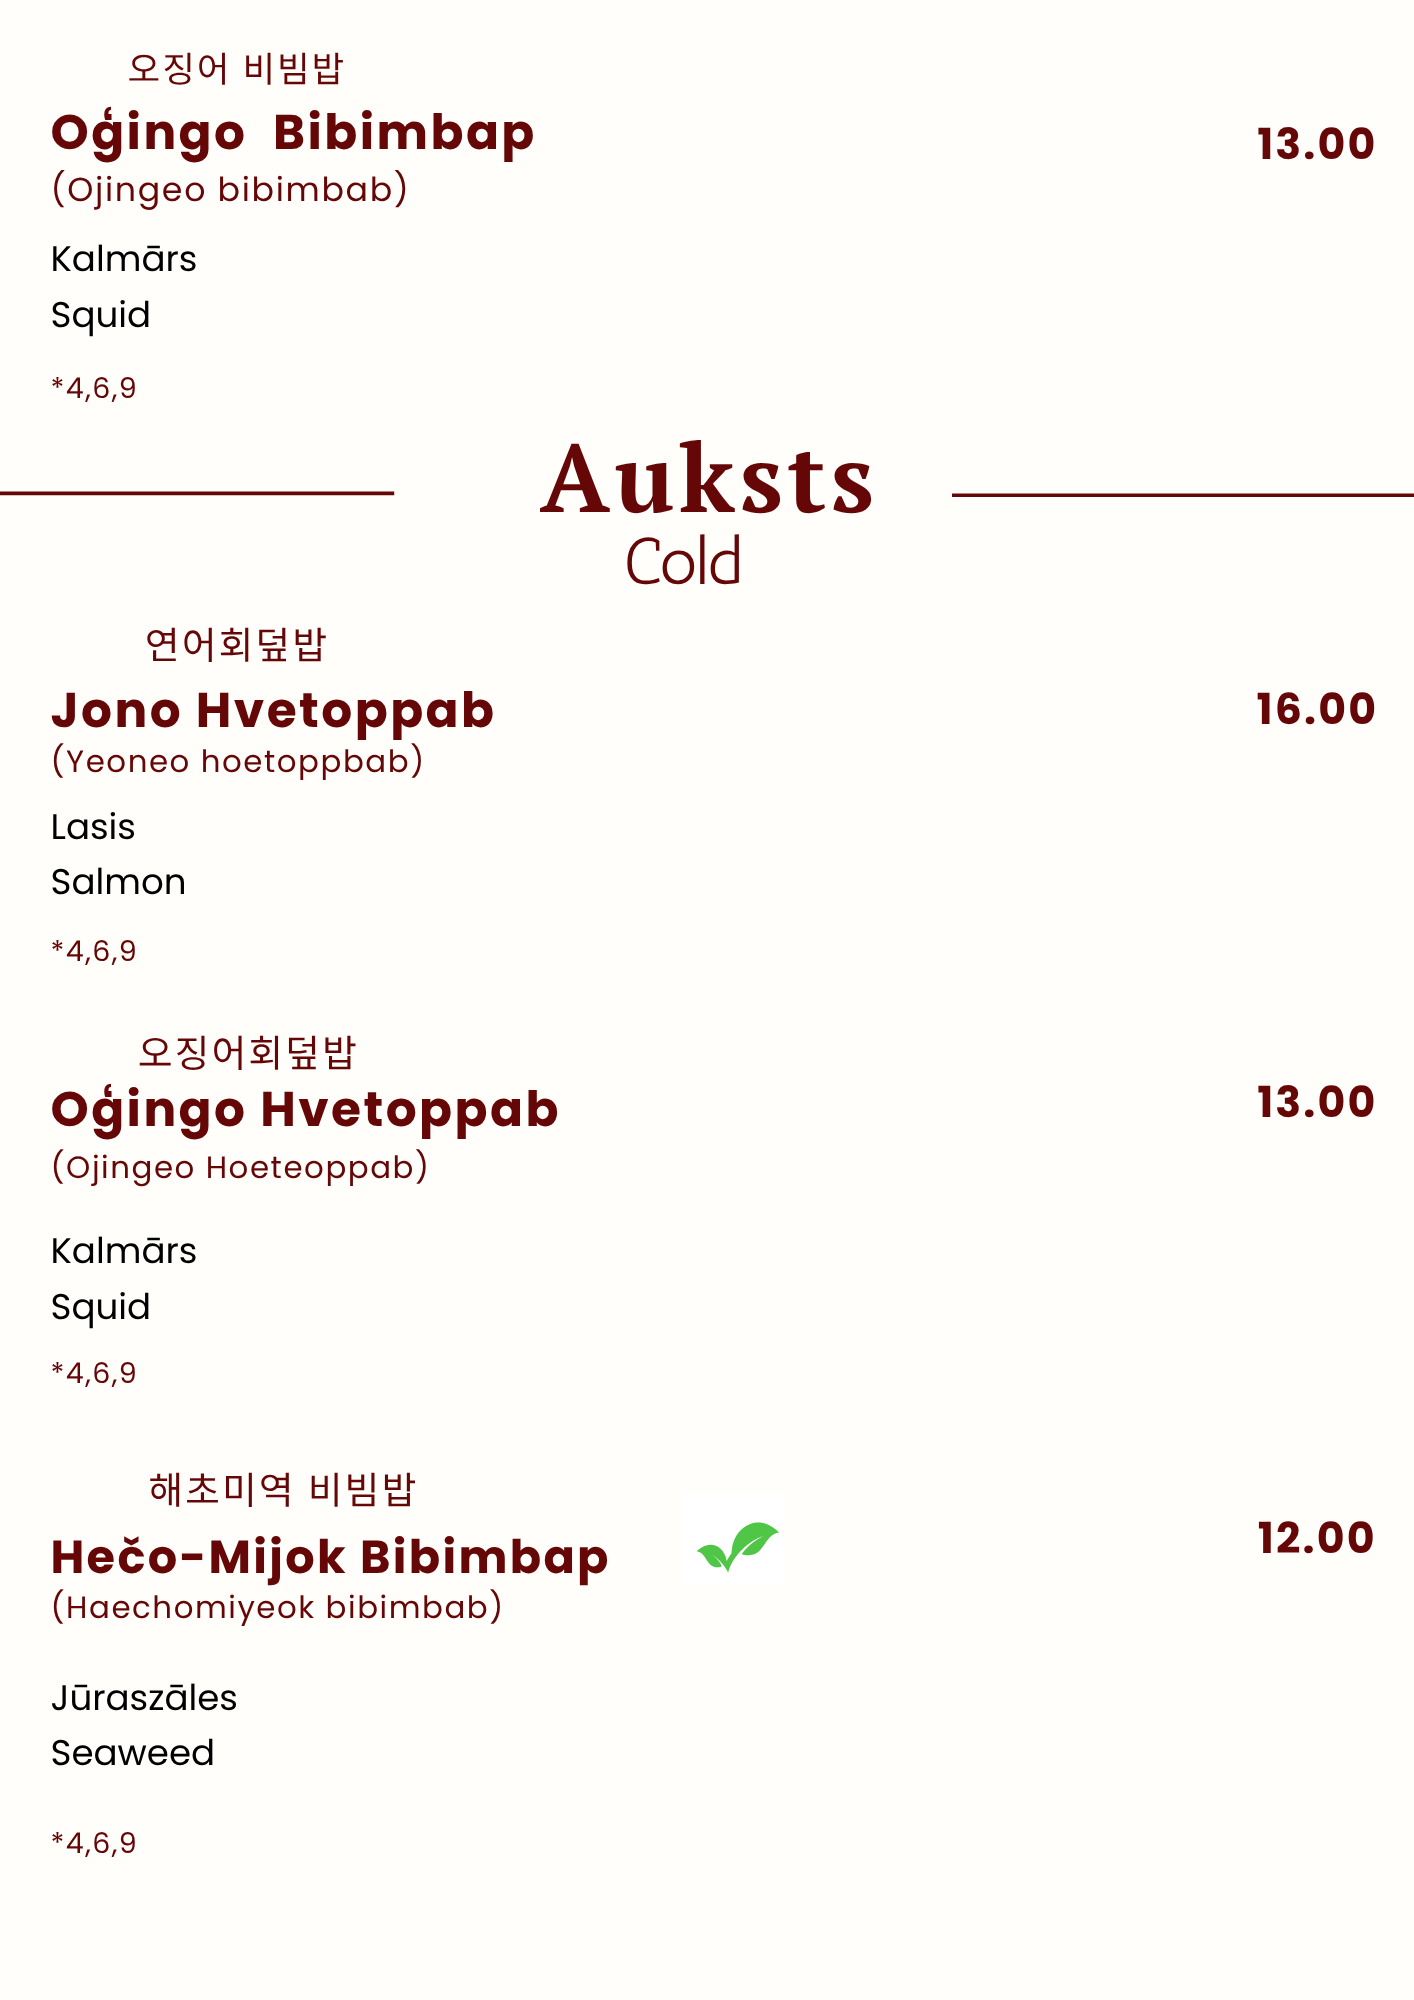 오징어 비빔밥
Oģingo Bibimbap
13.00
(Ojingeo bibimbab)
Kalmārs
Squid
*4,6,9
Auksts
Cold
연어회덮밥
Jono Hvetoppab
16.00
(Yeoneo hoetoppbab)
Lasis
Salmon
*4,6,9
오징어회덮밥
Oģingo Hvetoppab
13.00
(Ojingeo Hoeteoppab)
Kalmārs
Squid
*4,6,9
해초미역 비빔밥
Hečo-Mijok Bibimbap
12.00
(Haechomiyeok bibimbab)
Jūraszāles
Seaweed
*4,6,9